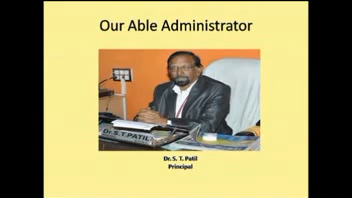 Our Able Administrator
Dr.S.T.PATIL
Dr. S. T. Patil
Principal